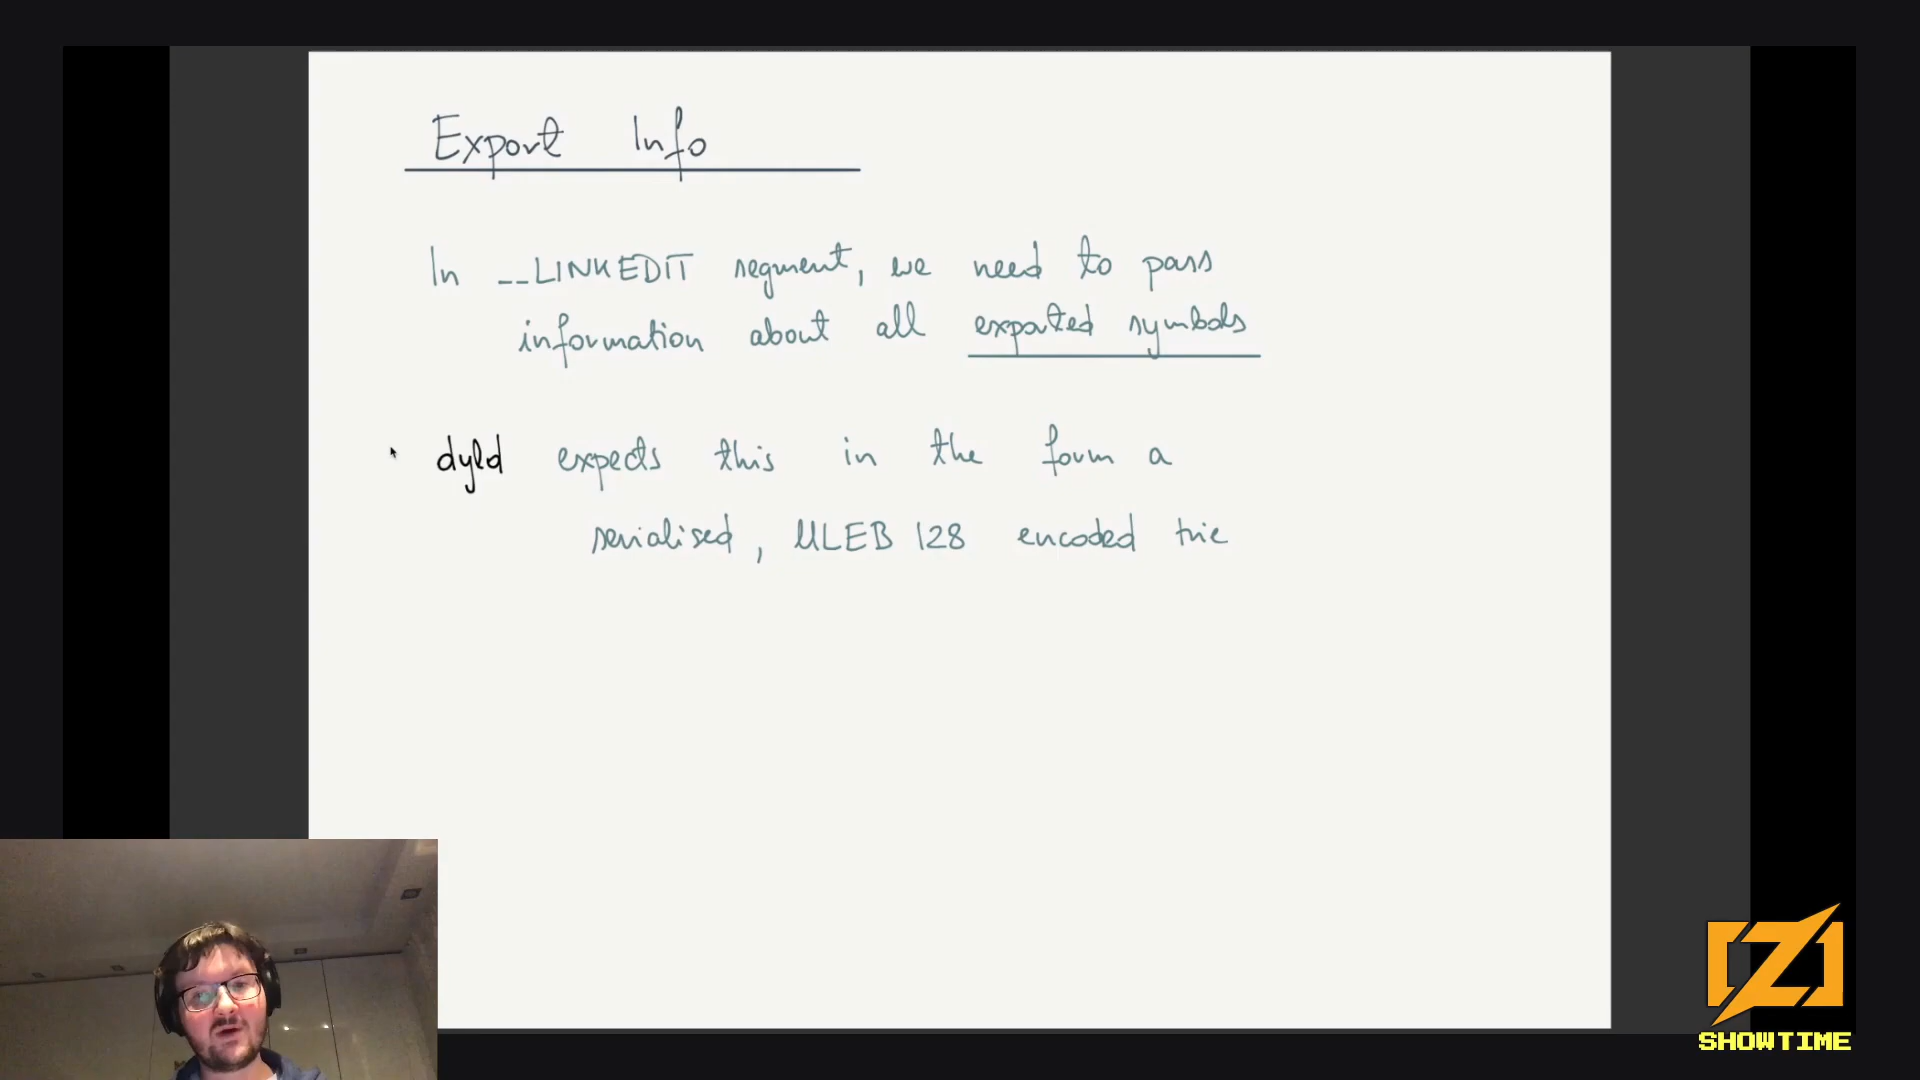 Export Info
In __LINKEDIT segment, we need to pass
information about all exported symbols
dyld expects this in the form a
serialised, ULEB 128 encoded trie
SHOWTIME